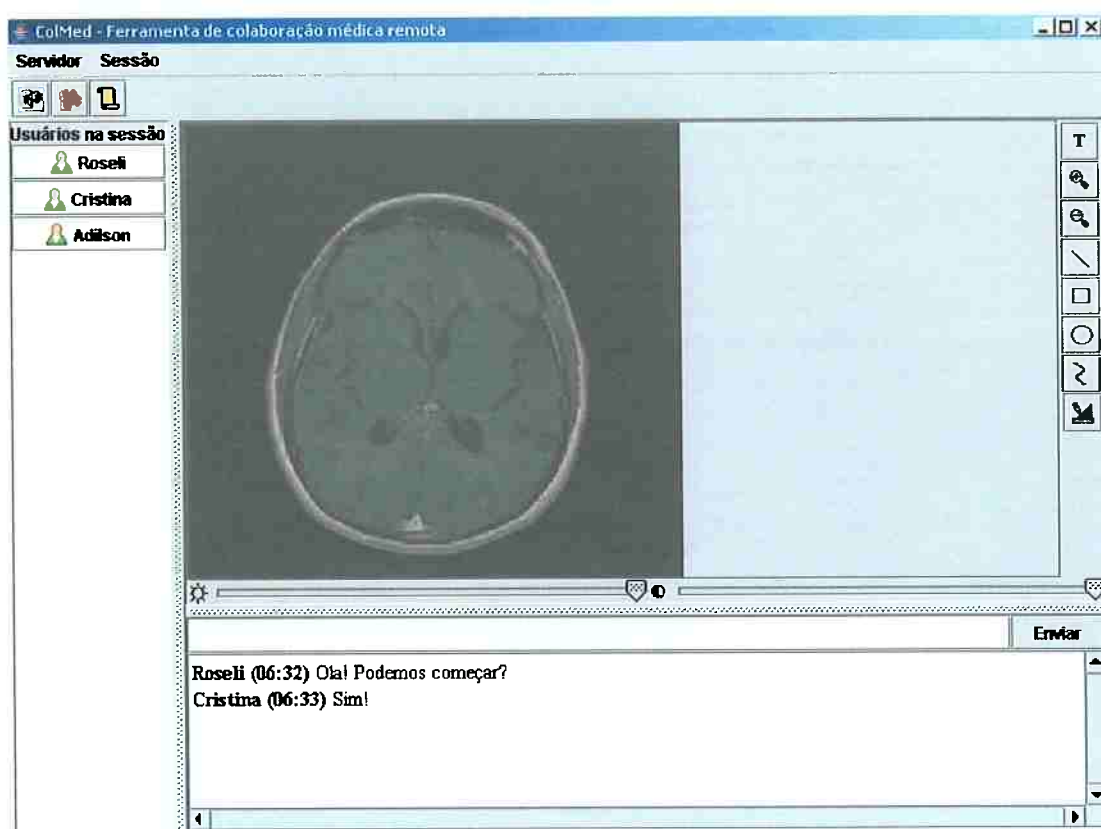 ColMed - Ferramenta de colaboração médica remota
Servidor Sessão
Usuários na sessão
Roseli
Cristina
Adilson
T
Enviar
Roseli (06:32) Ola! Podemos começar?
Cristina (06:33) Sim!